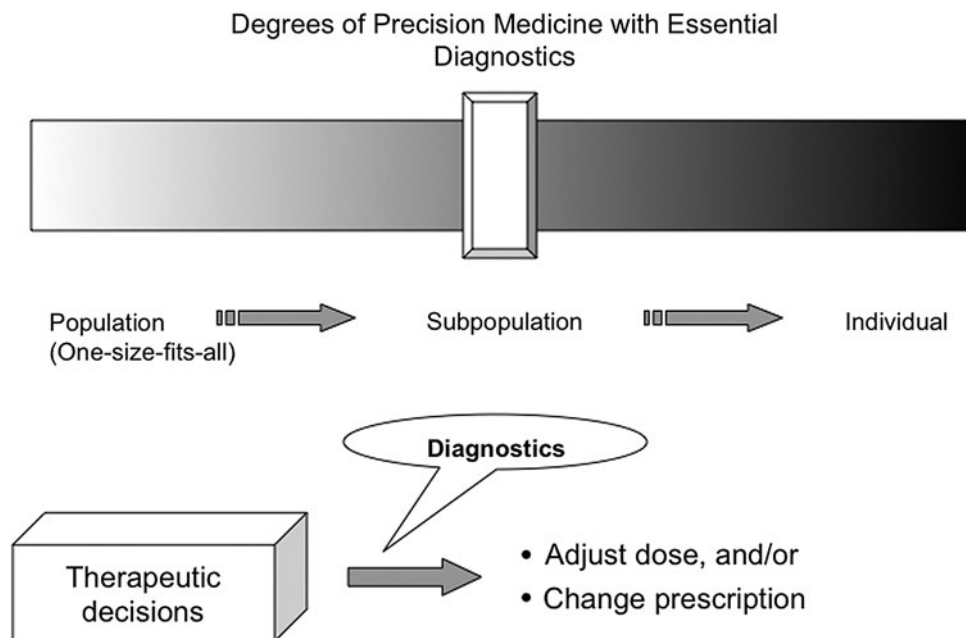 Degrees of Precision Medicine with Essential
Diagnostics
Population
(One-size-fits-all)
Subpopulation
Individual
Diagnostics
Therapeutic
decisions
• Adjust dose, and/or
• Change prescription